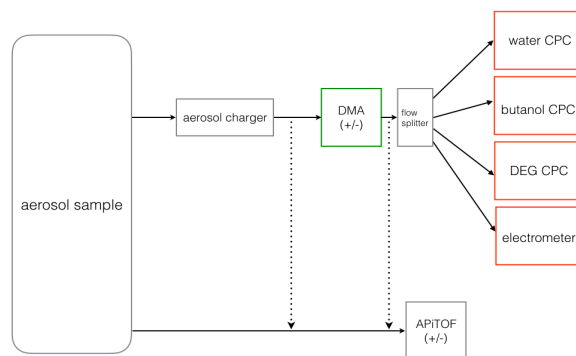 aerosol sample
aerosol charger
DMA
(+/-)
flow
splitter
water CPC
butanol CPC
DEG CPC
electrometer
APiTOF
(+/-)